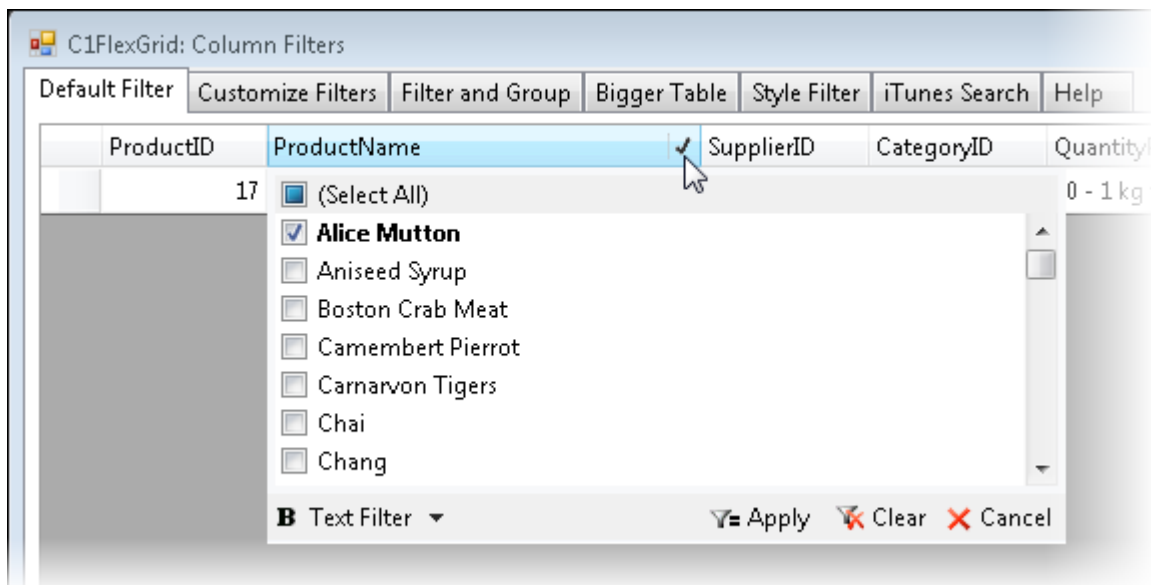 C1FlexGrid: Column Filters
Default Filter Customize Filters Filter and Group Bigger Table Style Filter iTunes Search Help
ProductID ProductName SupplierID CategoryID Quantity
17 (Select All) 0 - 1 kg
Alice Mutton
Aniseed Syrup
Boston Crab Meat
Camembert Pierrot
Carnarvon Tigers
Chai
Chang
B Text Filter Apply Clear Cancel